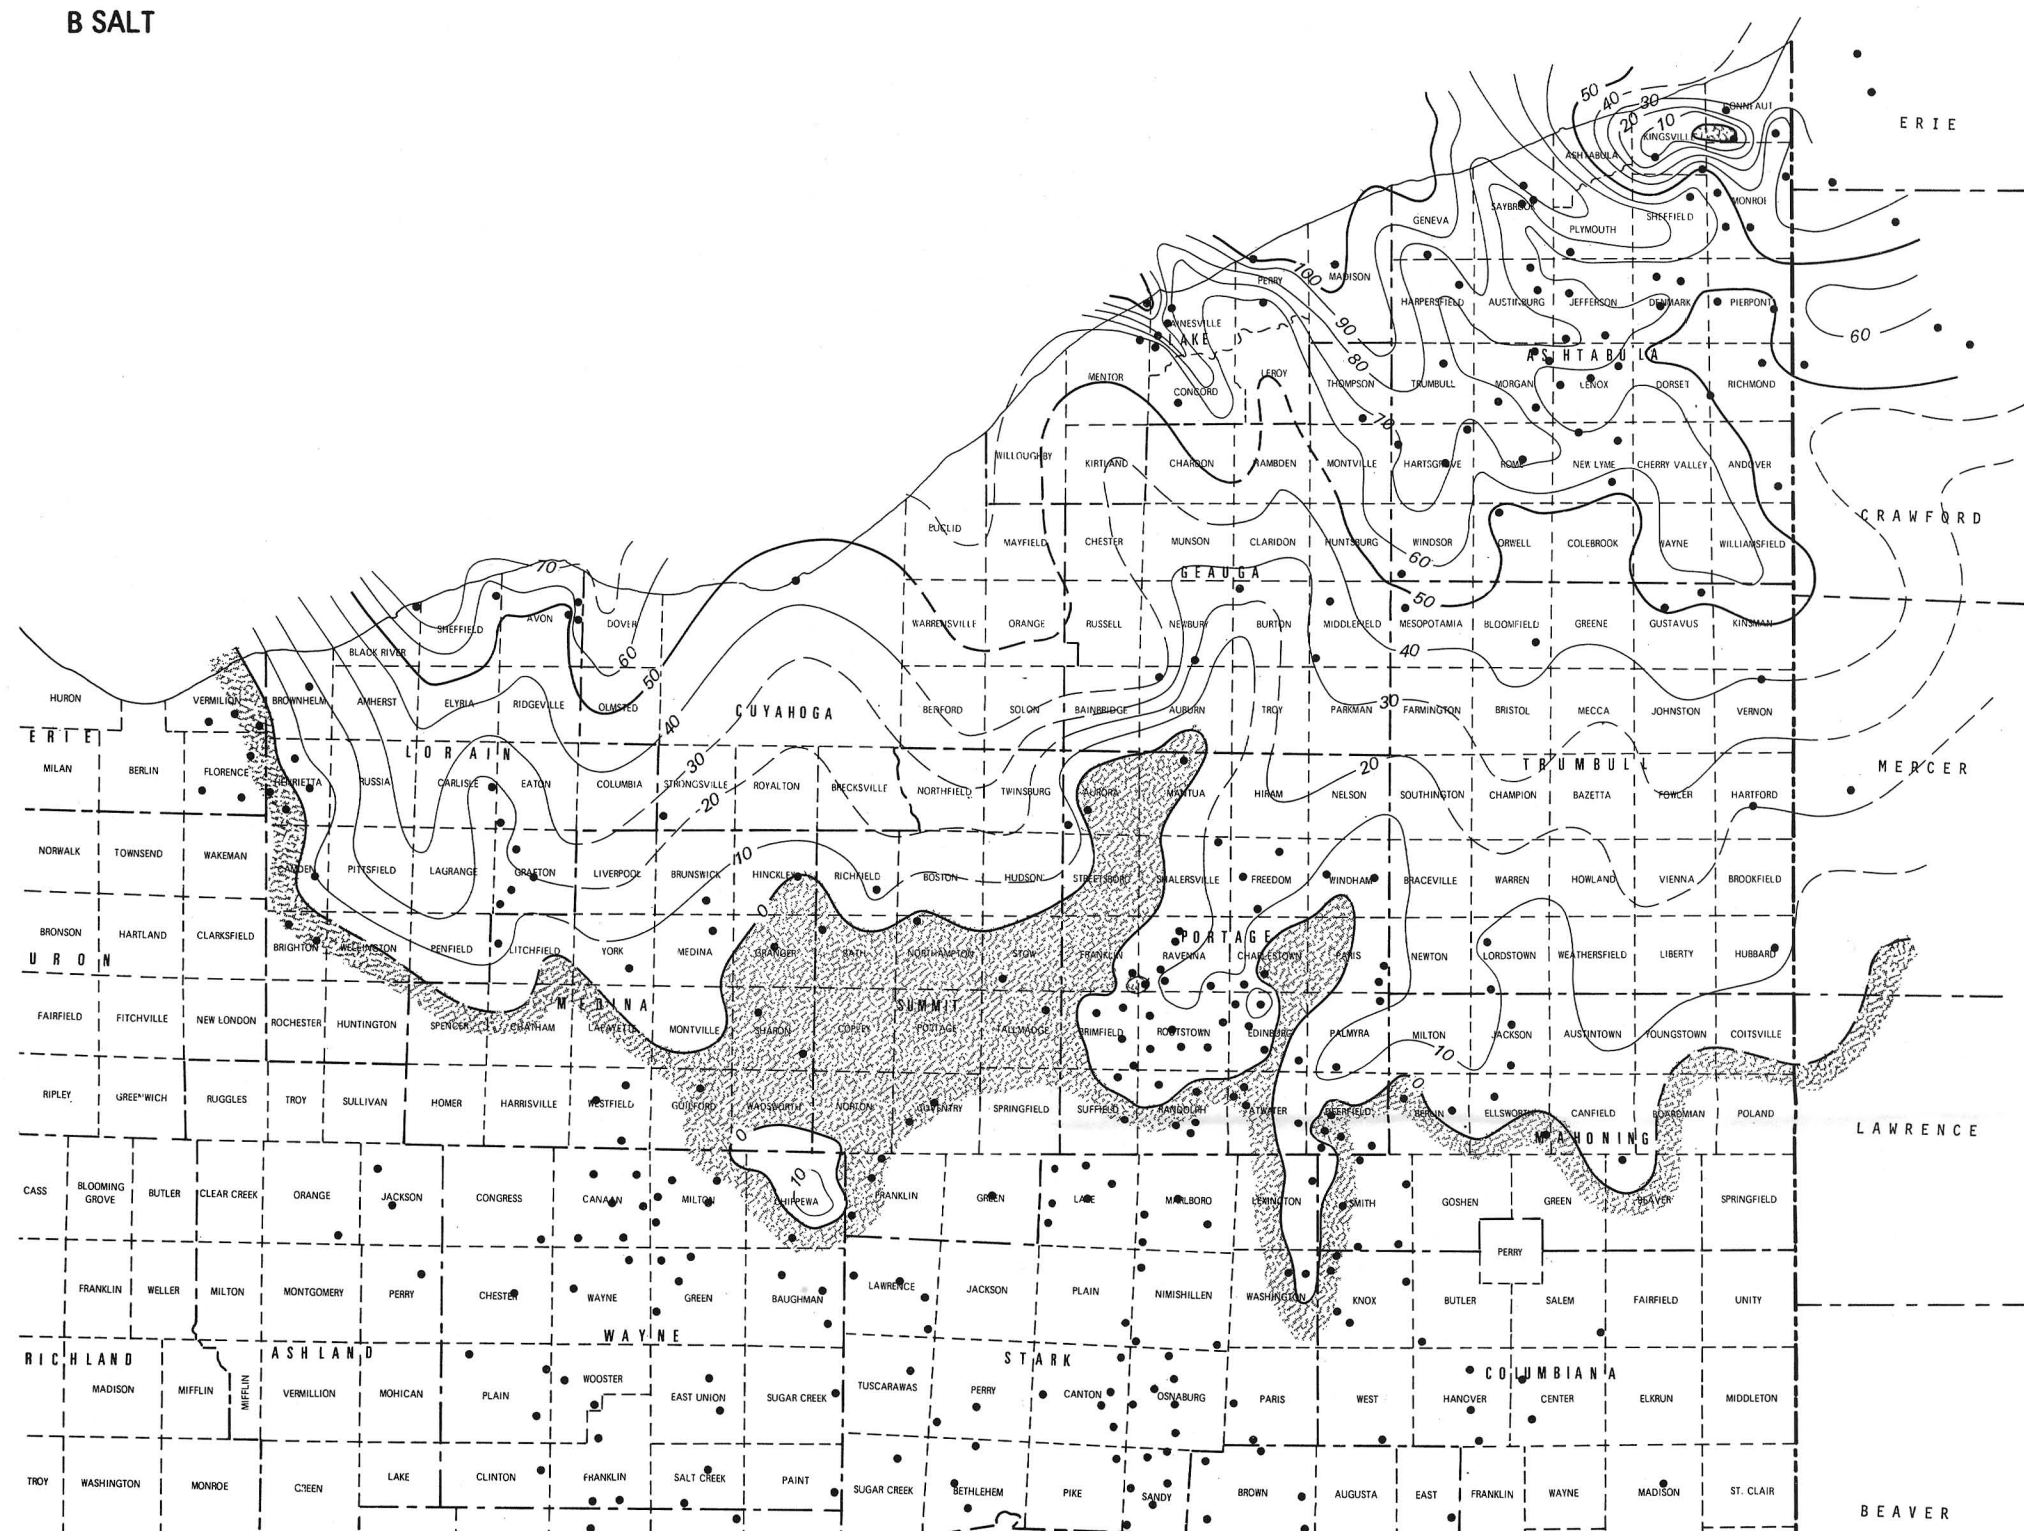 B SALT
50
40
30
20
10
CONNEAUT
KINGSVILLE
ERIE
ASHTABULA
SAYBROOK
SHEFFIELD
MONROE
GENEVA
PLYMOUTH
100
PERRY
MADISON
HARPERSFIELD
AUSTINBURG
JEFFERSON
DENMARK
PIERPONT
90
60
LAKE
80
ASHTABULA
MENTOR
CONCORD
LEROY
THOMPSON
TRUMBULL
MORGAN
LENOX
DORSET
RICHMOND
70
WILLOUGHBY
KIRTLAND
CHARDON
HAMBDEN
MONTVILLE
HARTSGROVE
ROME
NEW LYME
CHERRY VALLEY
ANDOVER
CRAWFORD
EUCLID
MAYFIELD
CHESTER
MUNSON
CLARIDON
HUNTSBURG
WINDSOR
ORWELL
COLEBROOK
WAYNE
WILLIAMSFIELD
60
70
GEAUGA
50
SHEFFIELD
AVON
DOVER
WARRENSVILLE
ORANGE
RUSSELL
NEWBURY
BURTON
MIDDLEFIELD
MESOPOTAMIA
BLOOMFIELD
GREENE
GUSTAVUS
KINSMAN
BLACK RIVER
60
50
40
HURON
VERMILION
BROWNHELM
AMHERST
ELYRIA
RIDGEVILLE
OLMSTED
CUYAHOGA
BEDFORD
SOLON
BAINBRIDGE
AUBURN
TROY
PARKMAN
30
FARMINGTON
BRISTOL
MECCA
JOHNSTON
VERNON
40
ERIE
LORAIN
MILAN
BERLIN
FLORENCE
HENRIETTA
RUSSIA
CARLISLE
EATON
COLUMBIA
30
STRONGSVILLE
ROYALTON
BRECKSVILLE
NORTHFIELD
TWINSBURG
AURORA
MANTUA
HIRAM
NELSON
20
SOUTHINGTON
TRUMBULL
CHAMPION
BAZETTA
FOWLER
HARTFORD
MERCER
20
NORWALK
TOWNSEND
WAKEMAN
CAMDEN
PITTSFIELD
LAGRANGE
GRAFTON
LIVERPOOL
BRUNSWICK
10
HINCKLEY
RICHFIELD
BOSTON
HUDSON
STREETSBORO
SHALERSVILLE
FREEDOM
WINDHAM
BRACEVILLE
WARREN
HOWLAND
VIENNA
BROOKFIELD
0
BRONSON
HARTLAND
CLARKSFIELD
BRIGHTON
WELLINGTON
PENFIELD
LITCHFIELD
YORK
MEDINA
GRANGER
BATH
NORTHAMPTON
STOW
FRANKLIN
PORTAGE
RAVENNA
CHARLESTOWN
PARIS
NEWTON
LORDSTOWN
WEATHERSFIELD
LIBERTY
HUBBARD
URON
MEDINA
SUMMIT
FAIRFIELD
FITCHVILLE
NEW LONDON
ROCHESTER
HUNTINGTON
SPENCER
CHATHAM
LAFAYETTE
MONTVILLE
SHARON
COPLEY
PORTAGE
TALLMADGE
BRIMFIELD
ROOTSTOWN
EDINBURG
PALMYRA
MILTON
JACKSON
AUSTINTOWN
YOUNGSTOWN
COITSVILLE
10
0
RIPLEY
GREENWICH
RUGGLES
TROY
SULLIVAN
HOMER
HARRISVILLE
WESTFIELD
GUILFORD
WADSWORTH
NORTON
COVENTRY
SPRINGFIELD
SUFFIELD
RANDOLPH
ATWATER
DEERFIELD
BERLIN
ELLSWORTH
CANFIELD
BOARDMAN
POLAND
0
MAHONING
LAWRENCE
CASS
BLOOMING GROVE
BUTLER
CLEAR CREEK
ORANGE
JACKSON
CONGRESS
CANAAN
MILTON
10
CHIPPEWA
FRANKLIN
GREEN
LAKE
MARLBORO
LEXINGTON
SMITH
GOSHEN
GREEN
BEAVER
SPRINGFIELD
PERRY
FRANKLIN
WELLER
MILTON
MONTGOMERY
PERRY
CHESTER
WAYNE
GREEN
BAUGHMAN
LAWRENCE
JACKSON
PLAIN
NIMISHILLEN
WASHINGTON
KNOX
BUTLER
SALEM
FAIRFIELD
UNITY
RICHLAND
ASHLAND
WAYNE
STARK
COLUMBIANA
MADISON
MIFFLIN
MIFFLIN
VERMILLION
MOHICAN
PLAIN
WOOSTER
EAST UNION
SUGAR CREEK
TUSCARAWAS
PERRY
CANTON
OSNABURG
PARIS
WEST
HANOVER
CENTER
ELKRUN
MIDDLETON
TROY
WASHINGTON
MONROE
GREEN
LAKE
CLINTON
FRANKLIN
SALT CREEK
PAINT
SUGAR CREEK
BETHLEHEM
PIKE
SANDY
BROWN
AUGUSTA
EAST
FRANKLIN
WAYNE
MADISON
ST. CLAIR
BEAVER